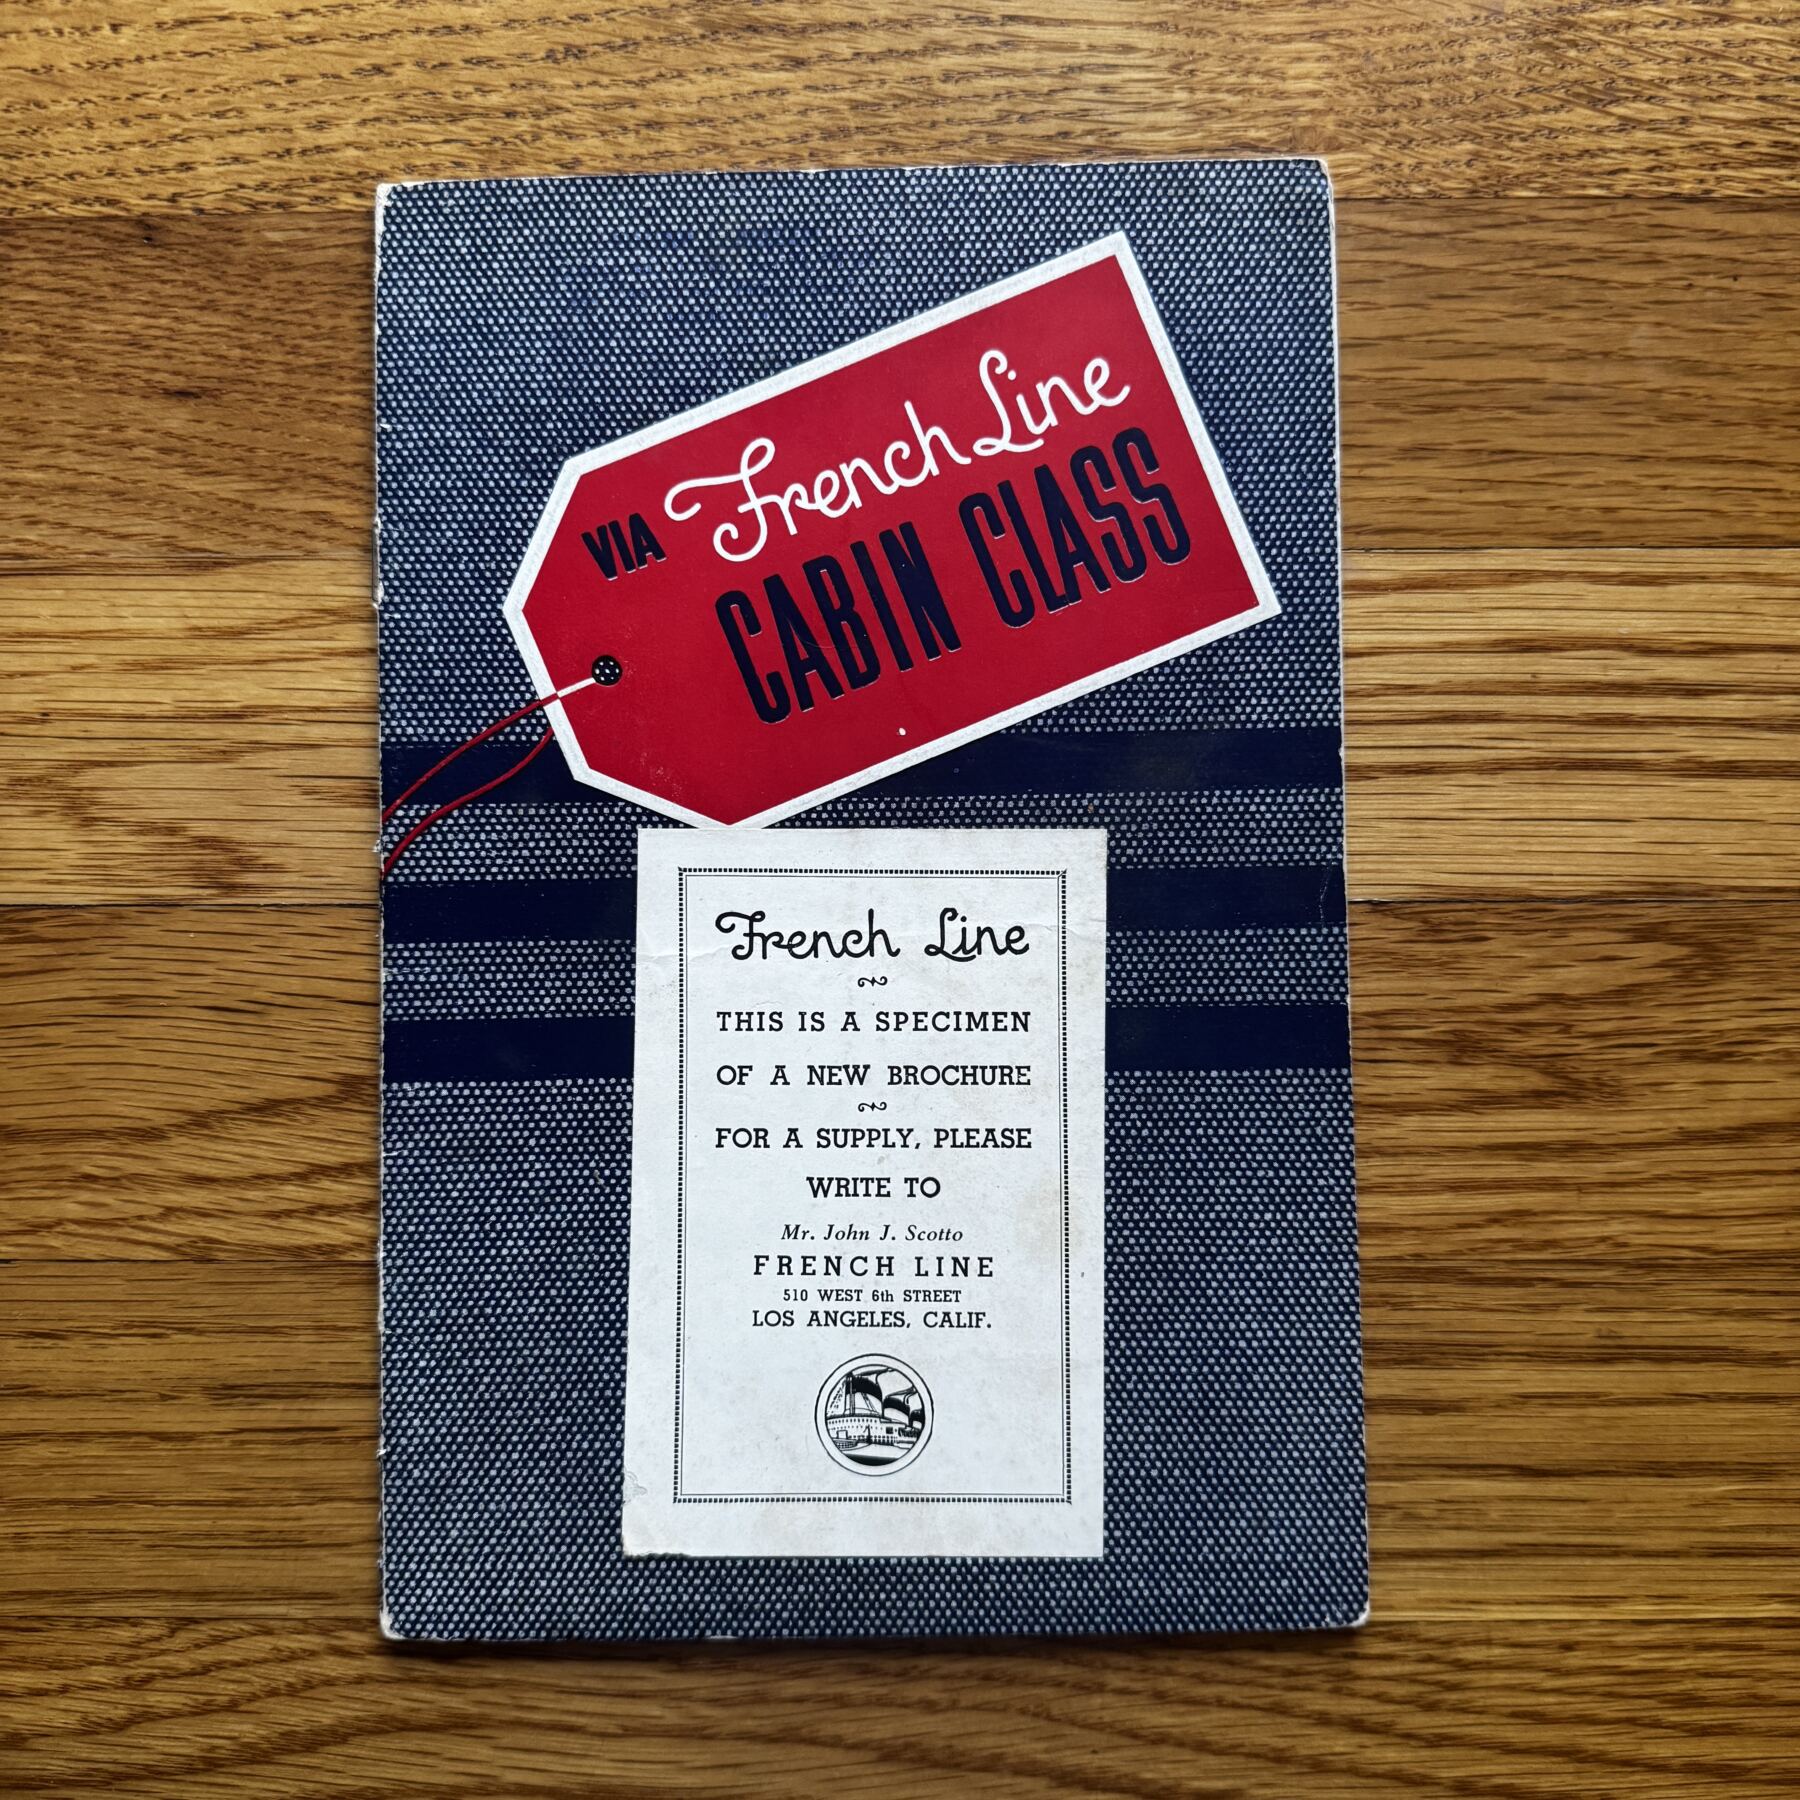 VIA French Line
CABIN CLASS
French Line
THIS IS A SPECIMEN
OF A NEW BROCHURE
FOR A SUPPLY, PLEASE
WRITE TO
Mr. John J. Scotto
FRENCH LINE
510 WEST 6th STREET
LOS ANGELES, CALIF.